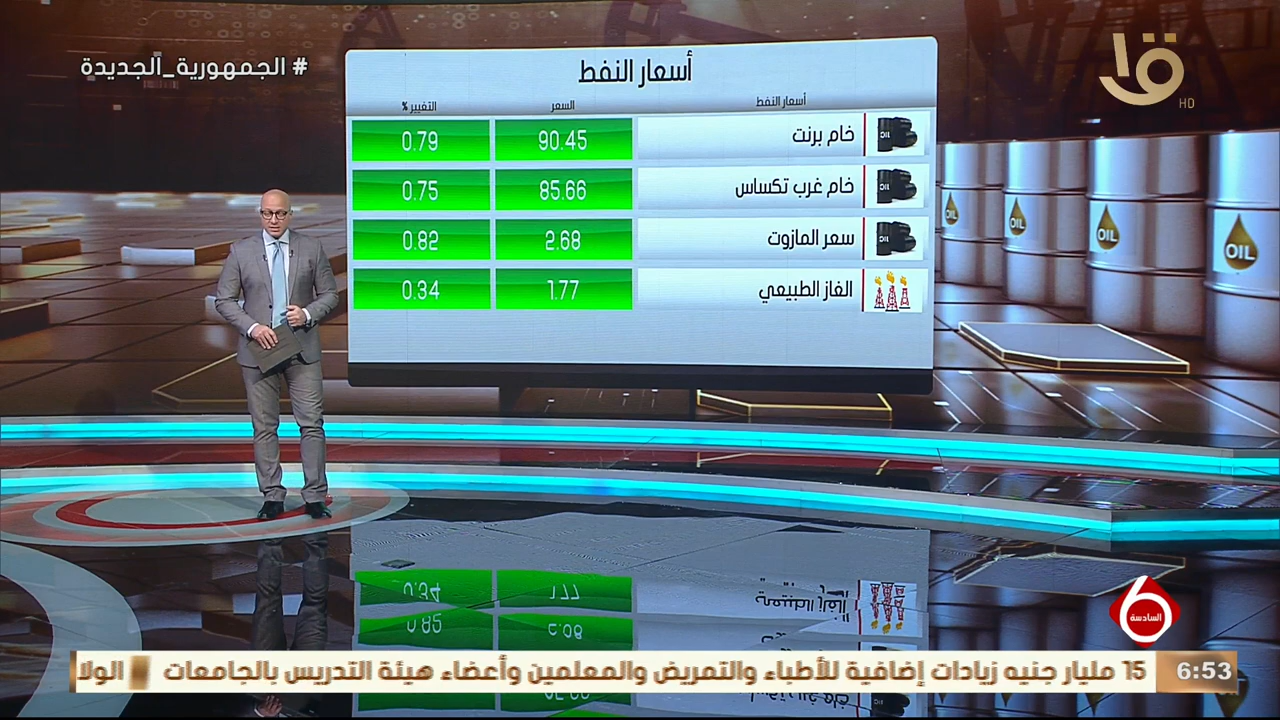 # الجمهورية_الجديدة
HD
أسعار النفط
أسعار النفط السعر التغيير %
خام برنت 90.45 0.79
خام غرب تكساس 85.66 0.75
سعر المازوت 2.68 0.82
الغاز الطبيعي 1.77 0.34
OIL
OIL
OIL
OIL
6
السادسة
6:53
15 مليار جنيه زيادات إضافية للأطباء والتمريض والمعلمين وأعضاء هيئة التدريس بالجامعات الولا